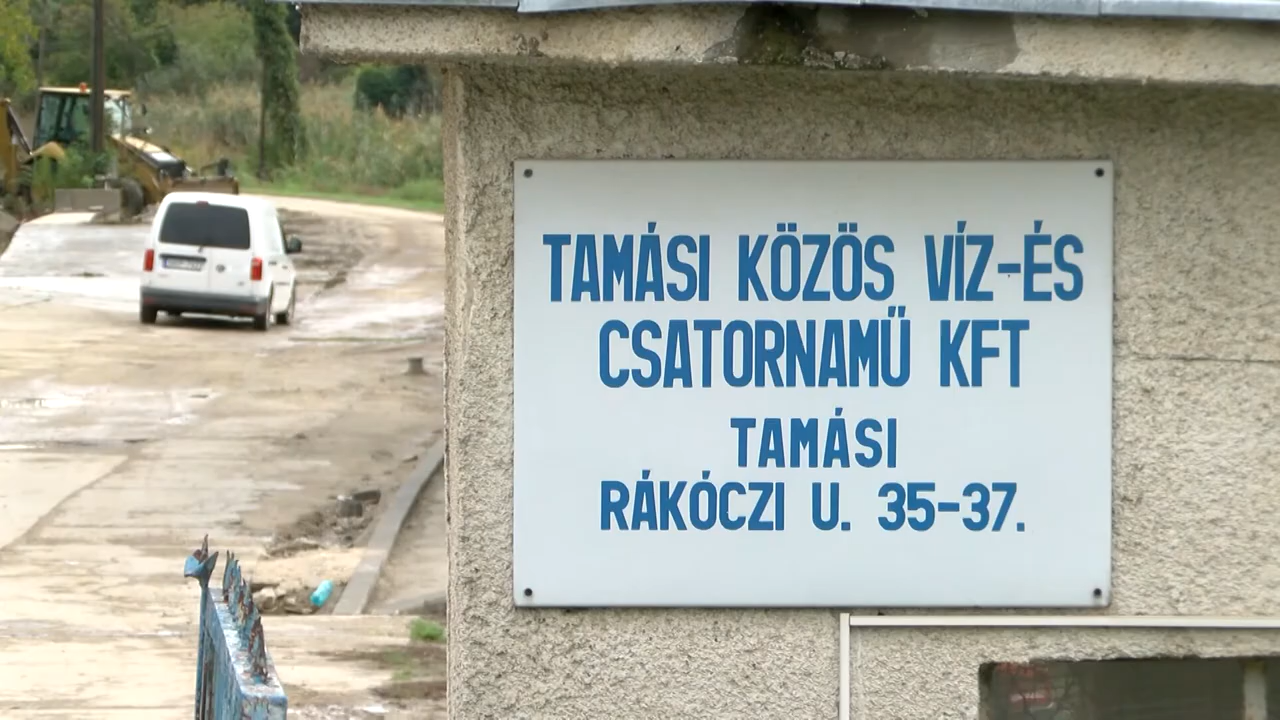 TAMÁSI KÖZÖS VÍZ-ÉS
CSATORNAMŰ KFT
TAMÁSI
RÁKÓCZI U. 35-37.